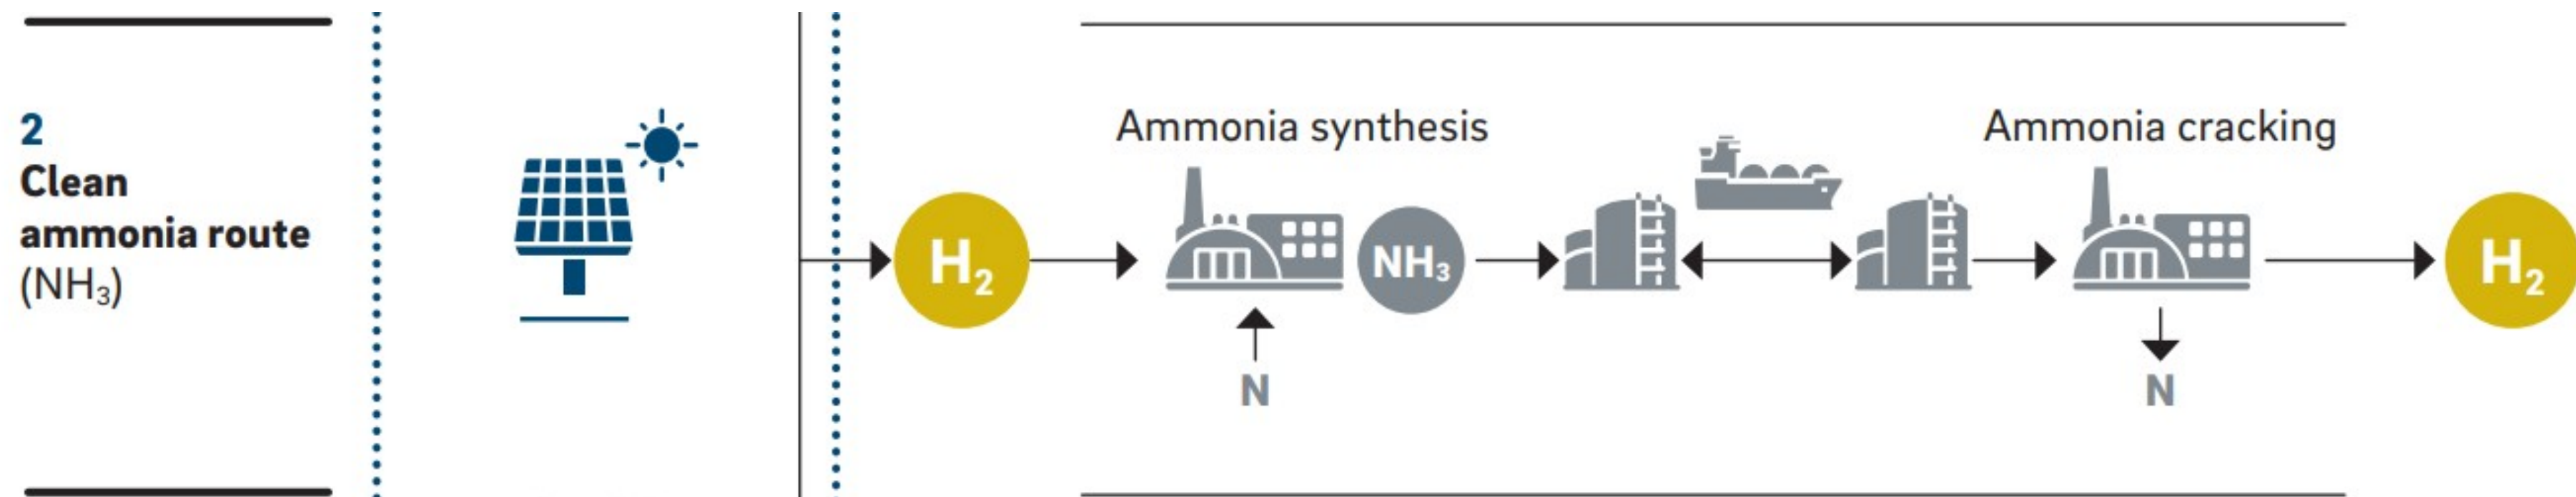 2
Clean
ammonia route
(NH₃)
Ammonia synthesis
Ammonia cracking
H₂
NH₃
H₂
N
N